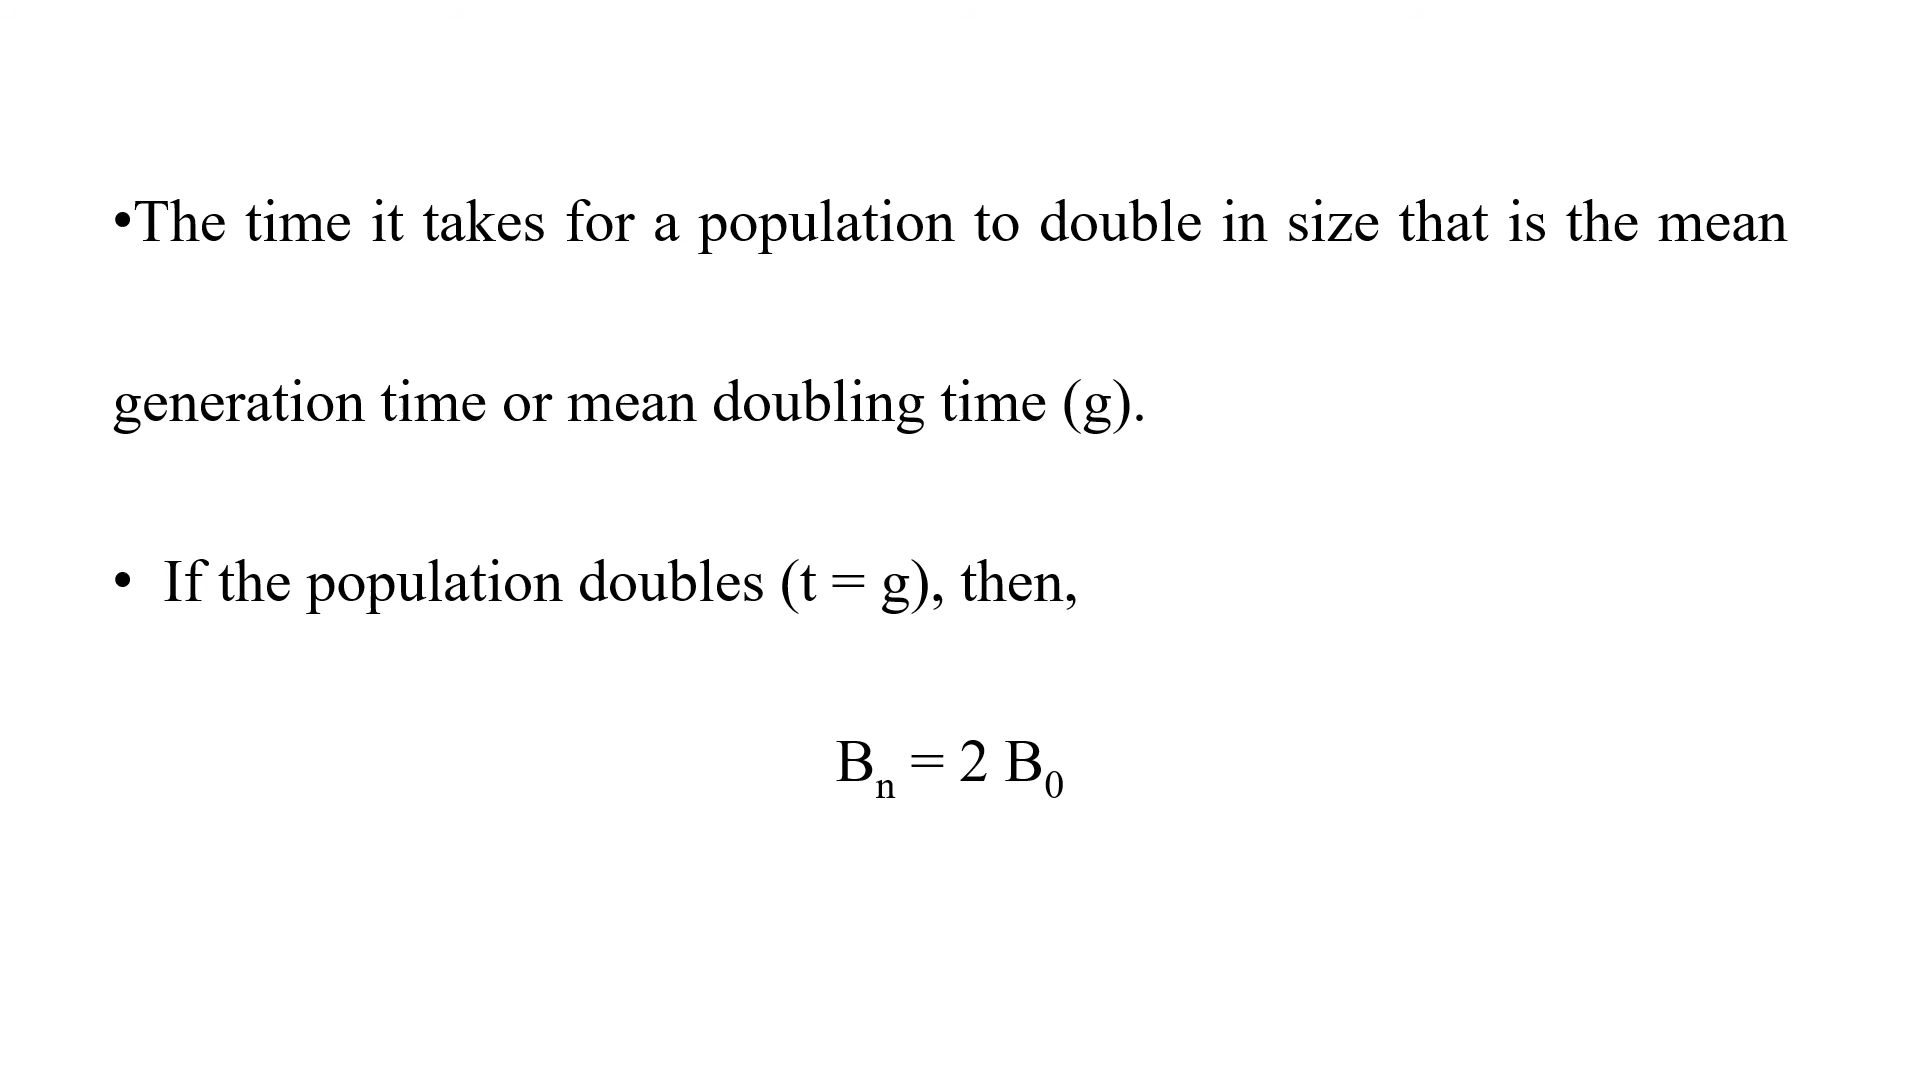 •The time it takes for a population to double in size that is the mean
generation time or mean doubling time (g).
• If the population doubles (t = g), then,
Bₙ = 2 B₀